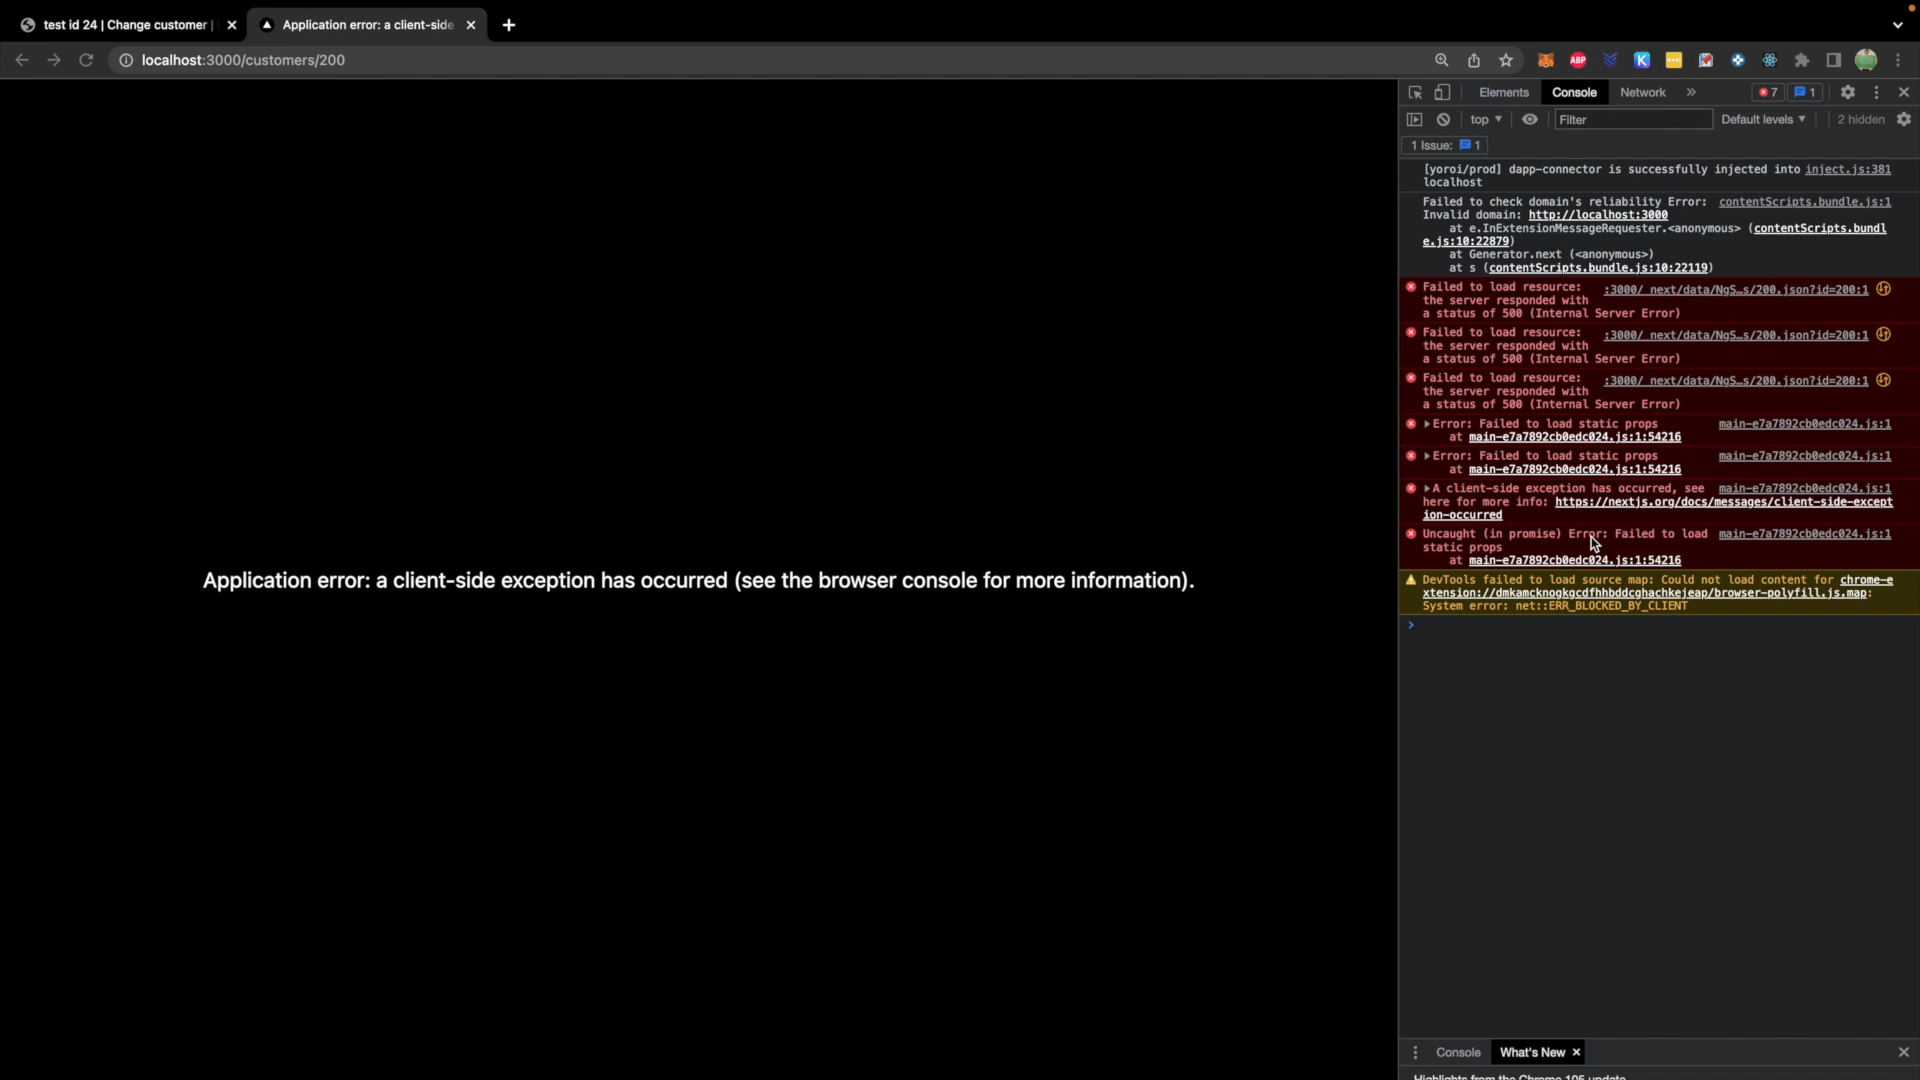 test id 24 | Change customer |
Application error: a client-side
localhost:3000/customers/200
ABP
K
Elements
Console
Network
7
1
top
Filter
Default levels
2 hidden
1 Issue:
1
[yoroi/prod] dapp-connector is successfully injected into inject.js:381
localhost
Failed to check domain's reliability Error: contentScripts.bundle.js:1
Invalid domain: http://localhost:3000
at e.InExtensionMessageRequester.<anonymous> (contentScripts.bundl
e.js:10:22879)
at Generator.next (<anonymous>)
at s (contentScripts.bundle.js:10:22119)
Failed to load resource: :3000/_next/data/NgS…s/200.json?id=200:1
the server responded with
a status of 500 (Internal Server Error)
Failed to load resource: :3000/_next/data/NgS…s/200.json?id=200:1
the server responded with
a status of 500 (Internal Server Error)
Failed to load resource: :3000/_next/data/NgS…s/200.json?id=200:1
the server responded with
a status of 500 (Internal Server Error)
Error: Failed to load static props main-e7a7892cb0edc024.js:1
at main-e7a7892cb0edc024.js:1:54216
Error: Failed to load static props main-e7a7892cb0edc024.js:1
at main-e7a7892cb0edc024.js:1:54216
A client-side exception has occurred, see main-e7a7892cb0edc024.js:1
here for more info: https://nextjs.org/docs/messages/client-side-except
ion-occurred
Uncaught (in promise) Error: Failed to load main-e7a7892cb0edc024.js:1
static props
at main-e7a7892cb0edc024.js:1:54216
DevTools failed to load source map: Could not load content for chrome-e
xtension://dmkamcknogkgcdfhhbddcghachkejeap/browser-polyfill.js.map:
System error: net::ERR_BLOCKED_BY_CLIENT
Application error: a client-side exception has occurred (see the browser console for more information).
Console
What's New
Highlights from the Chrome 105 update